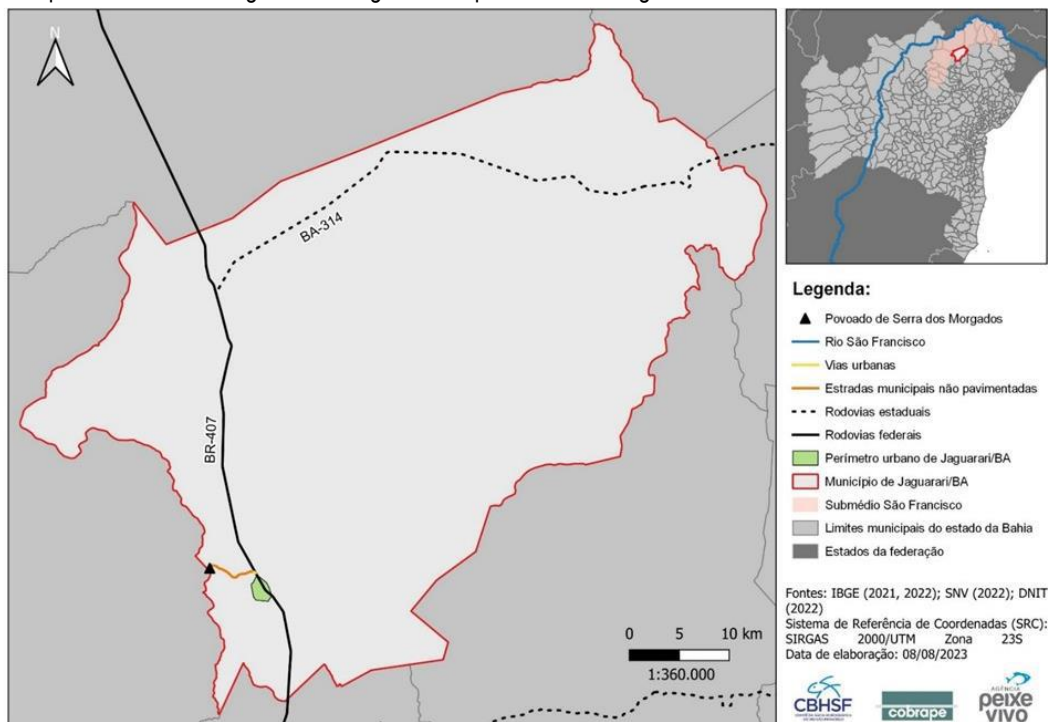 N
BA-314
BR-407
0 5 10 km
1:360.000
Legenda:
Povoado de Serra dos Morgados
Rio São Francisco
Vias urbanas
Estradas municipais não pavimentadas
Rodovias estaduais
Rodovias federais
Perímetro urbano de Jaguarari/BA
Município de Jaguarari/BA
Submédio São Francisco
Limites municipais do estado da Bahia
Estados da federação
Fontes: IBGE (2021, 2022); SNV (2022); DNIT
(2022)
Sistema de Referência de Coordenadas (SRC):
SIRGAS 2000/UTM Zona 23S
Data de elaboração: 08/08/2023
CBHSF
cobrape
AGÊNCIA
peixe
vivo